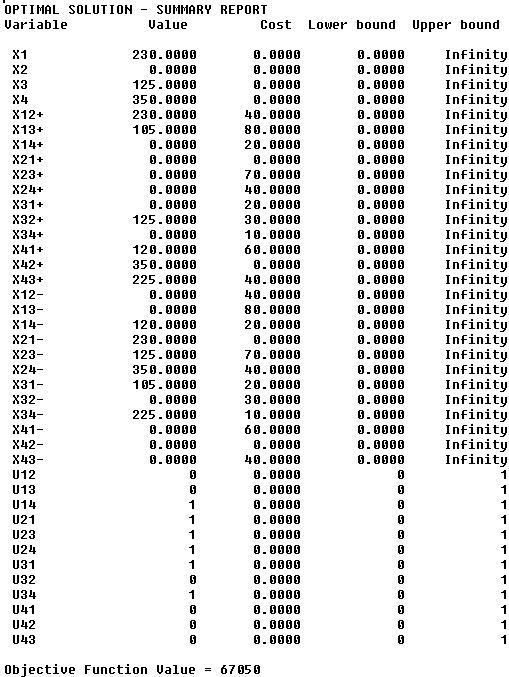 OPTIMAL SOLUTION - SUMMARY REPORT
Variable Value Cost Lower bound Upper bound
X1 230.0000 0.0000 0.0000 Infinity
X2 0.0000 0.0000 0.0000 Infinity
X3 125.0000 0.0000 0.0000 Infinity
X4 350.0000 0.0000 0.0000 Infinity
X12+ 230.0000 40.0000 0.0000 Infinity
X13+ 105.0000 80.0000 0.0000 Infinity
X14+ 0.0000 20.0000 0.0000 Infinity
X21+ 0.0000 0.0000 0.0000 Infinity
X23+ 0.0000 70.0000 0.0000 Infinity
X24+ 0.0000 40.0000 0.0000 Infinity
X31+ 0.0000 20.0000 0.0000 Infinity
X32+ 125.0000 30.0000 0.0000 Infinity
X34+ 0.0000 10.0000 0.0000 Infinity
X41+ 120.0000 60.0000 0.0000 Infinity
X42+ 350.0000 0.0000 0.0000 Infinity
X43+ 225.0000 40.0000 0.0000 Infinity
X12- 0.0000 40.0000 0.0000 Infinity
X13- 0.0000 80.0000 0.0000 Infinity
X14- 120.0000 20.0000 0.0000 Infinity
X21- 230.0000 0.0000 0.0000 Infinity
X23- 125.0000 70.0000 0.0000 Infinity
X24- 350.0000 40.0000 0.0000 Infinity
X31- 105.0000 20.0000 0.0000 Infinity
X32- 0.0000 30.0000 0.0000 Infinity
X34- 225.0000 10.0000 0.0000 Infinity
X41- 0.0000 60.0000 0.0000 Infinity
X42- 0.0000 0.0000 0.0000 Infinity
X43- 0.0000 40.0000 0.0000 Infinity
U12 0 0.0000 0 1
U13 0 0.0000 0 1
U14 1 0.0000 0 1
U21 1 0.0000 0 1
U23 1 0.0000 0 1
U24 1 0.0000 0 1
U31 1 0.0000 0 1
U32 0 0.0000 0 1
U34 1 0.0000 0 1
U41 0 0.0000 0 1
U42 0 0.0000 0 1
U43 0 0.0000 0 1
Objective Function Value = 67050